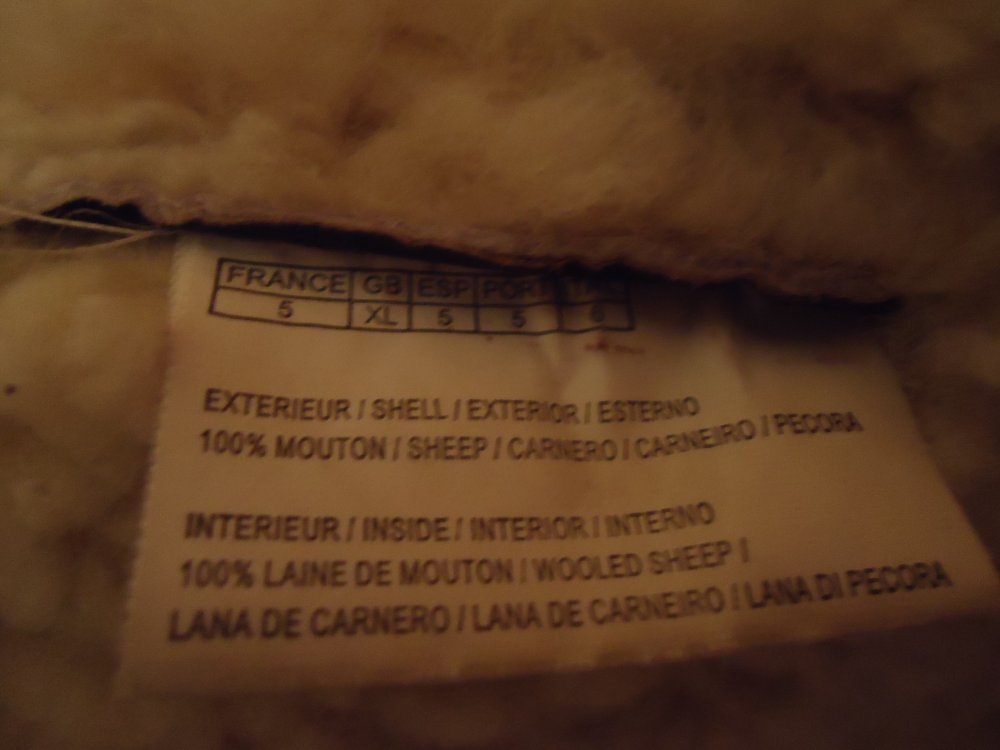 FRANCE GB ESP PORT ITAL
5 XL 5 5 6
EXTERIEUR / SHELL / EXTERIOR / ESTERNO
100% MOUTON / SHEEP / CARNERO / CARNEIRO / PECORA
INTERIEUR / INSIDE / INTERIOR / INTERNO
100% LAINE DE MOUTON / WOOLED SHEEP /
LANA DE CARNERO / LANA DE CARNEIRO / LANA DI PECORA